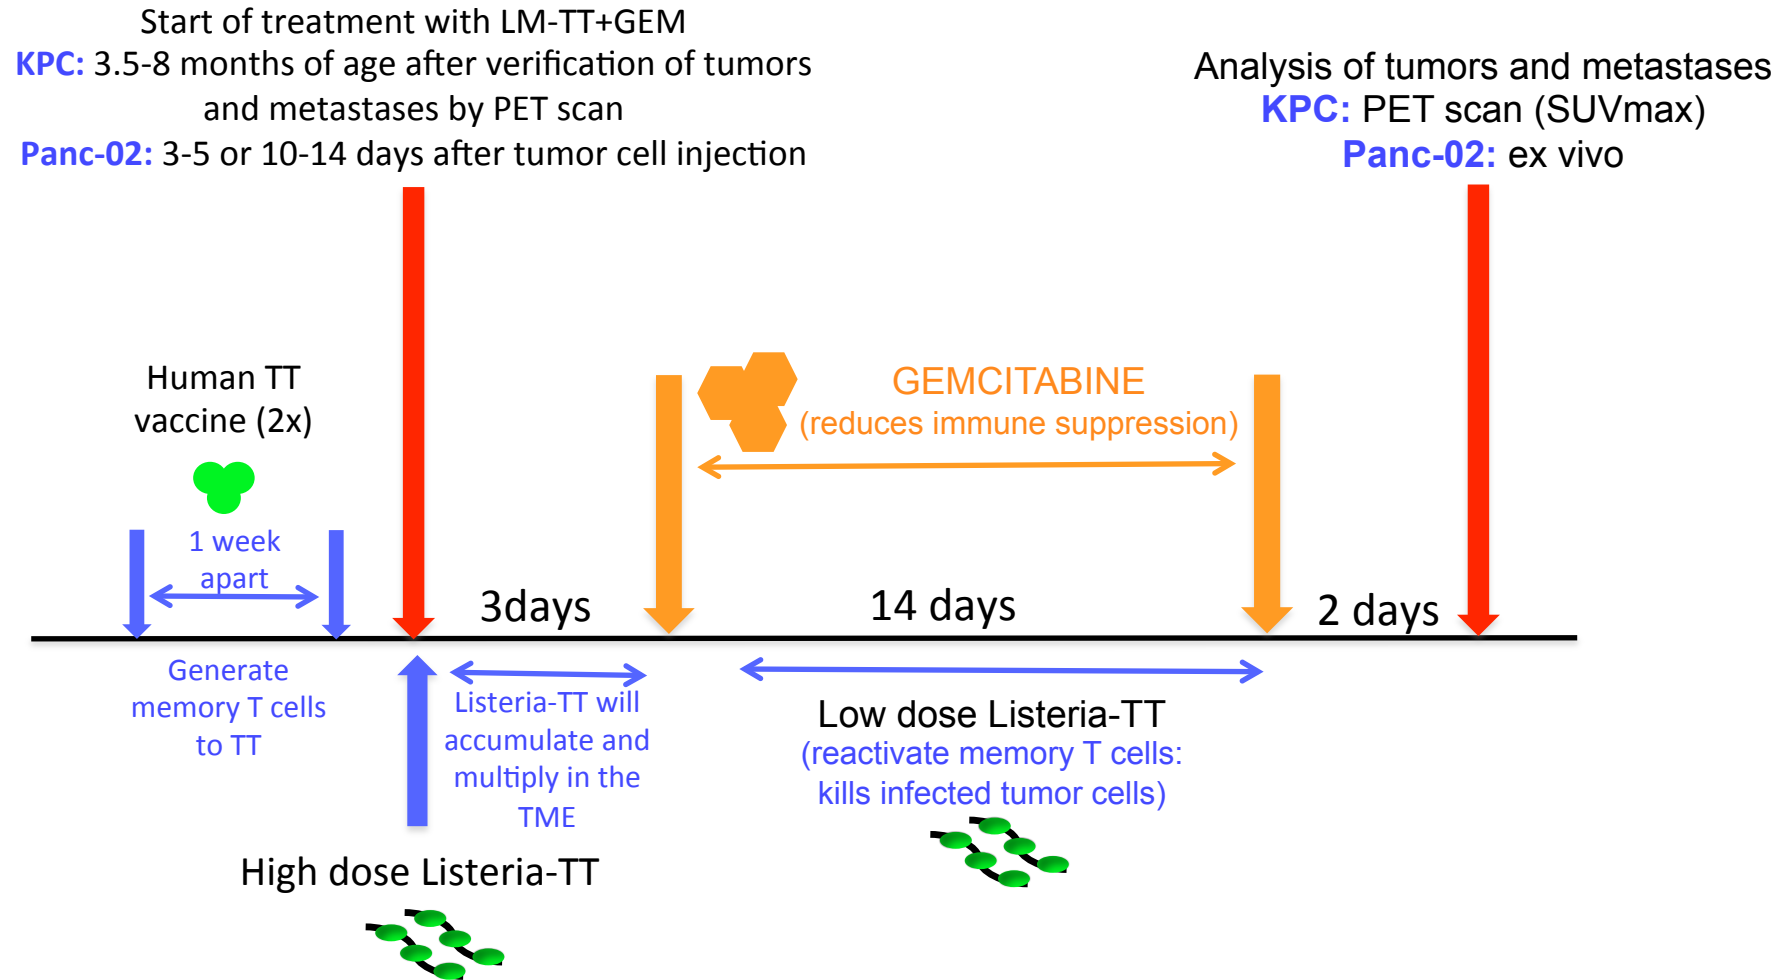 Start of treatment with LM-TT+GEM
KPC: 3.5-8 months of age after verification of tumors
and metastases by PET scan
Panc-02: 3-5 or 10-14 days after tumor cell injection
Analysis of tumors and metastases
KPC: PET scan (SUVmax)
Panc-02: ex vivo
Human TT
vaccine (2x)
1 week
apart
GEMCITABINE
(reduces immune suppression)
3days
14 days
2 days
Generate
memory T cells
to TT
Listeria-TT will
accumulate and
multiply in the
TME
Low dose Listeria-TT
(reactivate memory T cells:
kills infected tumor cells)
High dose Listeria-TT